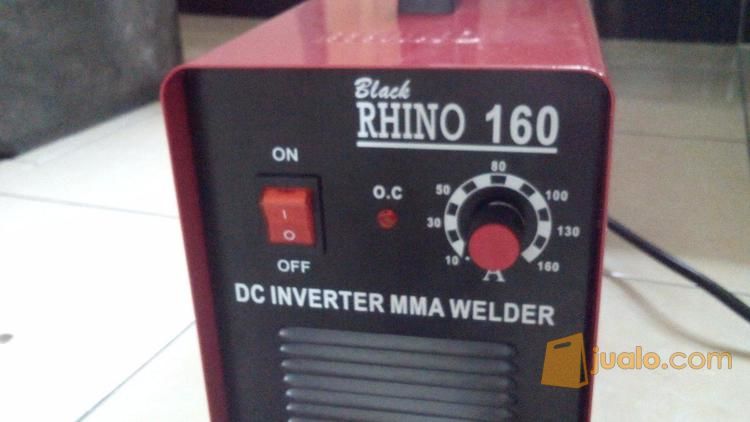 Black
RHINO 160
ON
I
O
OFF
O.C
10
30
50
80
100
130
160
A
DC INVERTER MMA WELDER
jualo.com